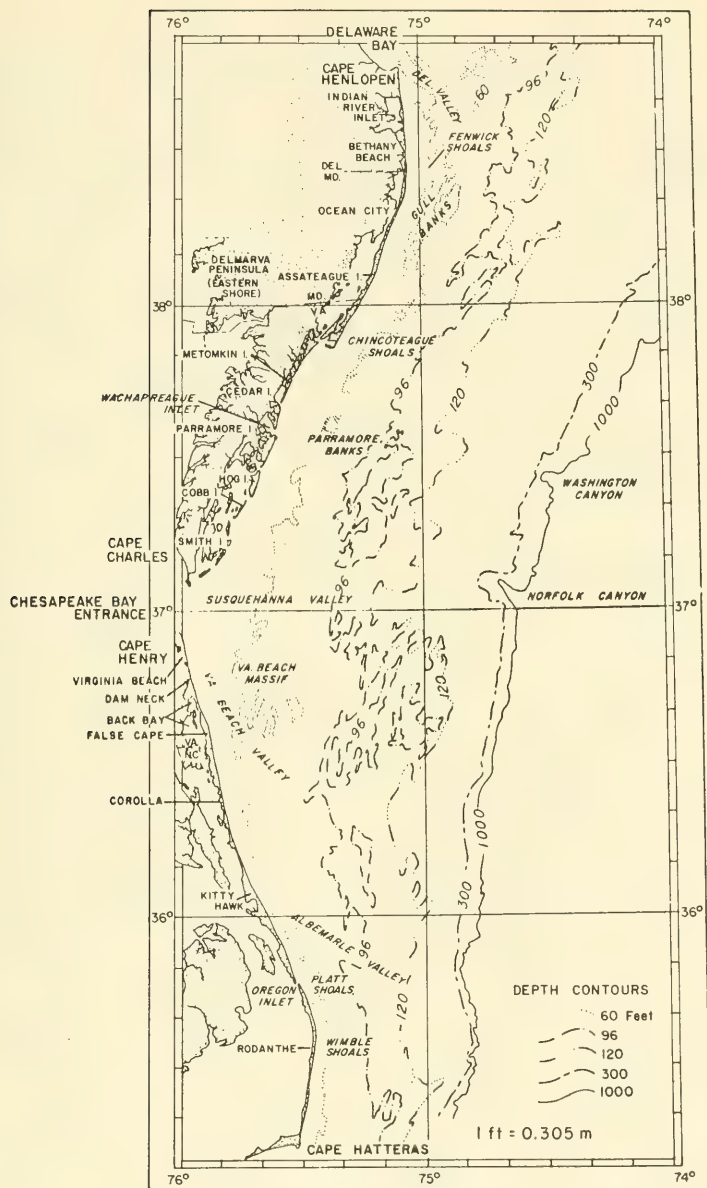 76°
75°
74°
DELAWARE
BAY
CAPE
HENLOPEN
DEL VALLEY
60
96
120
INDIAN
RIVER
INLET
FENWICK
SHOALS
BETHANY
BEACH
DEL.
MD.
OCEAN CITY
GULL
BANKS
DELMARVA
PENINSULA
(EASTERN
SHORE)
ASSATEAGUE I.
MD.
VA.
38°
38°
CHINCOTEAGUE
SHOALS
METOMKIN I.
CEDAR I.
96
120
300
1000
WACHAPREAGUE
INLET
PARRAMORE I.
PARRAMORE
BANKS
HOG I.
COBB I.
WASHINGTON
CANYON
SMITH I.
CAPE
CHARLES
96
SUSQUEHANNA VALLEY
NORFOLK CANYON
CHESAPEAKE BAY
ENTRANCE
37°
37°
CAPE
HENRY
VA. BEACH
MASSIF
120
VIRGINIA BEACH
DAM NECK
VA. BEACH VALLEY
96
BACK BAY
FALSE CAPE
VA.
NC
COROLLA
1000
300
KITTY
HAWK
36°
36°
ALBEMARLE VALLEY
96
PLATT
SHOALS
OREGON
INLET
120
RODANTHE
WIMBLE
SHOALS
DEPTH CONTOURS
60 Feet
96
120
300
1000
1 ft = 0.305 m
CAPE HATTERAS
76°
75°
74°